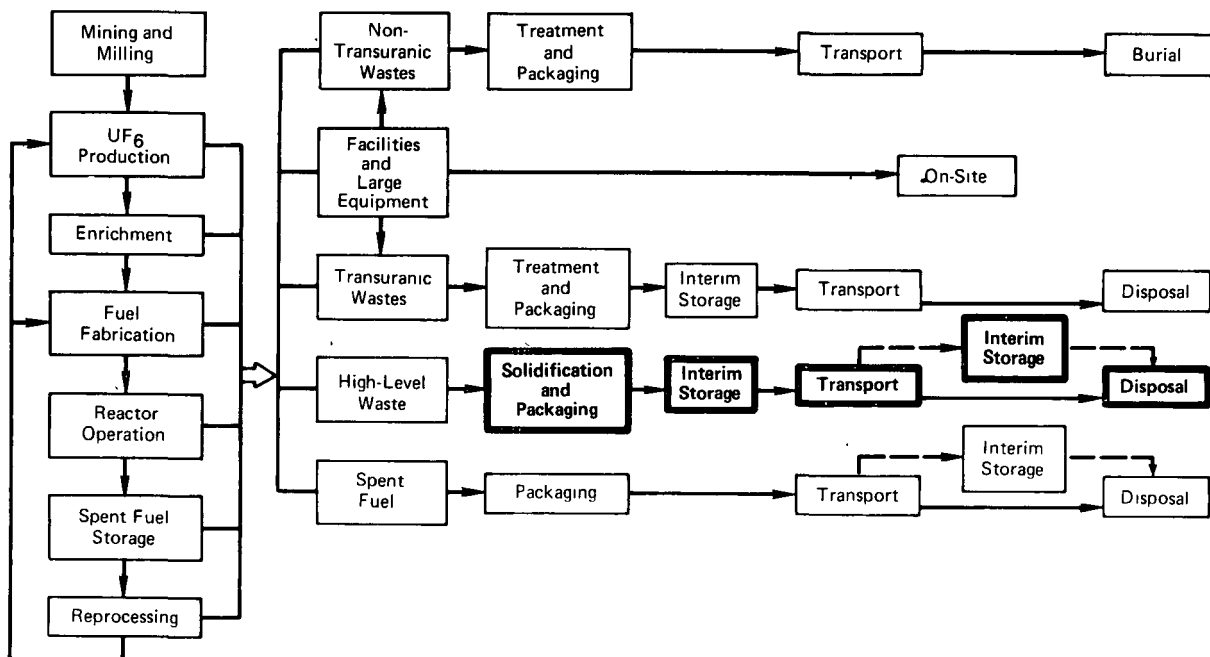 Mining and
Milling
UF6
Production
Enrichment
Fuel
Fabrication
Reactor
Operation
Spent Fuel
Storage
Reprocessing
Non-
Transuranic
Wastes
Treatment
and
Packaging
Transport
Burial
Facilities
and
Large
Equipment
On-Site
Transuranic
Wastes
Treatment
and
Packaging
Interim
Storage
Transport
Disposal
High-Level
Waste
Solidification
and
Packaging
Interim
Storage
Transport
Interim
Storage
Disposal
Spent
Fuel
Packaging
Transport
Interim
Storage
Disposal